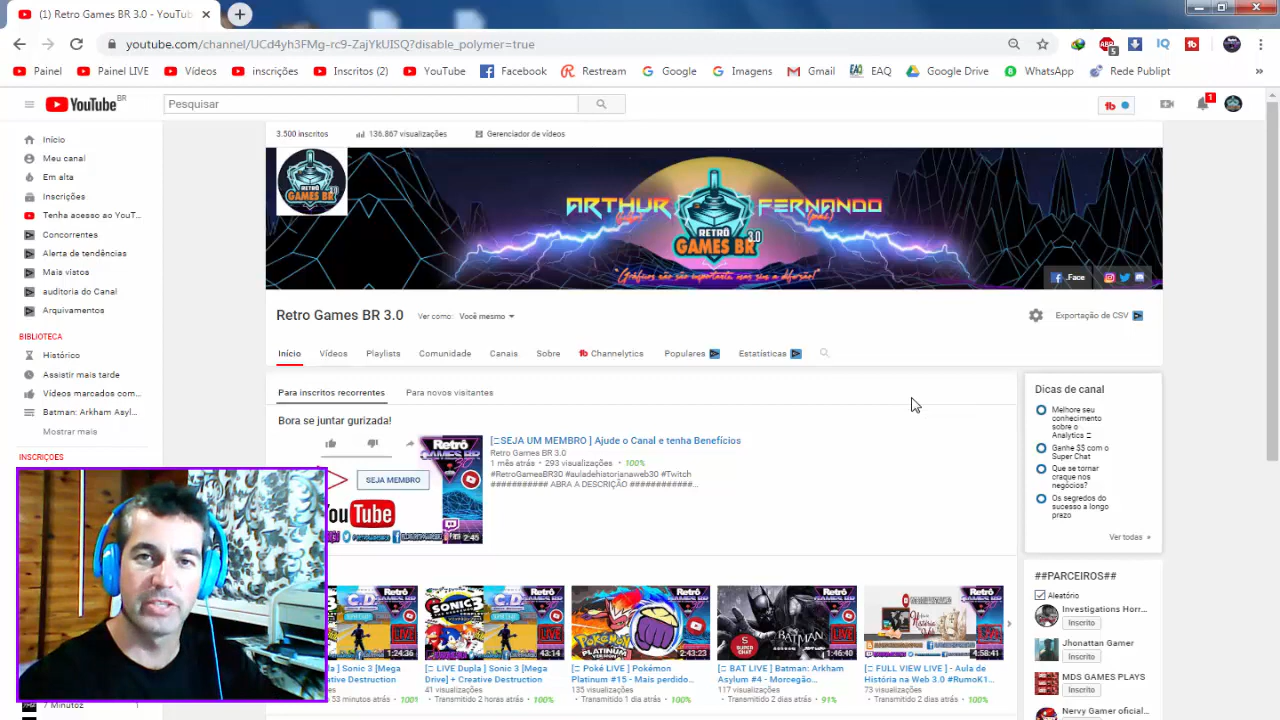 (1) Retro Games BR 3.0 - YouTub
youtube.com/channel/UCd4yh3FMg-rc9-ZajYkUISQ?disable_polymer=true
Painel Painel LIVE Vídeos inscrições Inscritos (2) YouTube Facebook Restream Google Imagens Gmail EAQ Google Drive WhatsApp Rede Publipt »
YouTube BR
Pesquisar
1
Início
Meu canal
Em alta
Inscrições
Tenha acesso ao YouT...
Concorrentes
Alerta de tendências
Mais vistos
auditoria do Canal
Arquivamentos
BIBLIOTECA
Histórico
Assistir mais tarde
Vídeos marcados com...
Batman: Arkham Asyl...
Mostrar mais
INSCRIÇÕES
7 Minutoz
3.500 inscritos 136.867 visualizações Gerenciador de vídeos
RETRÔ GAMES BR 3.0
ARTHUR FERNANDO
RETRÔ GAMES BR 3.0
.Face
Retro Games BR 3.0 Ver como: Você mesmo
Exportação de CSV
Início Vídeos Playlists Comunidade Canais Sobre Channelytics Populares Estatísticas
Para inscritos recorrentes Para novos visitantes
Bora se juntar gurizada!
SEJA MEMBRO
ouTube
2:45
SEJA UM MEMBRO ] Ajude o Canal e tenha Benefícios
Retro Games BR 3.0
1 mês atrás • 293 visualizações • 100%
#RetroGamesBR30 #auladehistorianaweb30 #Twitch
########### ABRA A DESCRIÇÃO ############...
:24:36
43:14
2:43:23
1:46:40
1:58:41
LIVE Dupla ] Sonic 3 [Mega
Drive] + Creative Destruction
41 visualizações
Transmitido 2 horas atrás • 100%
Poké LIVE ] Pokémon
Platinum #15 - Mais perdido...
135 visualizações
Transmitido 1 dia atrás • 100%
BAT LIVE ] Batman: Arkham
Asylum #4 - Morcegão...
117 visualizações
Transmitido 2 dias atrás • 91%
FULL VIEW LIVE ] - Aula de
História na Web 3.0 #RumoK1...
73 visualizações
Transmitido 2 dias atrás • 100%
Dicas de canal
Melhore seu
conhecimento
sobre o
Analytics
Ganhe $$ com o
Super Chat
Que se tornar
craque nos
negócios?
Os segredos do
sucesso a longo
prazo
Ver todas »
##PARCEIROS##
Aleatório
Investigations Horr...
Inscrito
Jhonattan Gamer
Inscrito
MDS GAMES PLAYS
Inscrito
Nervy Gamer oficial...